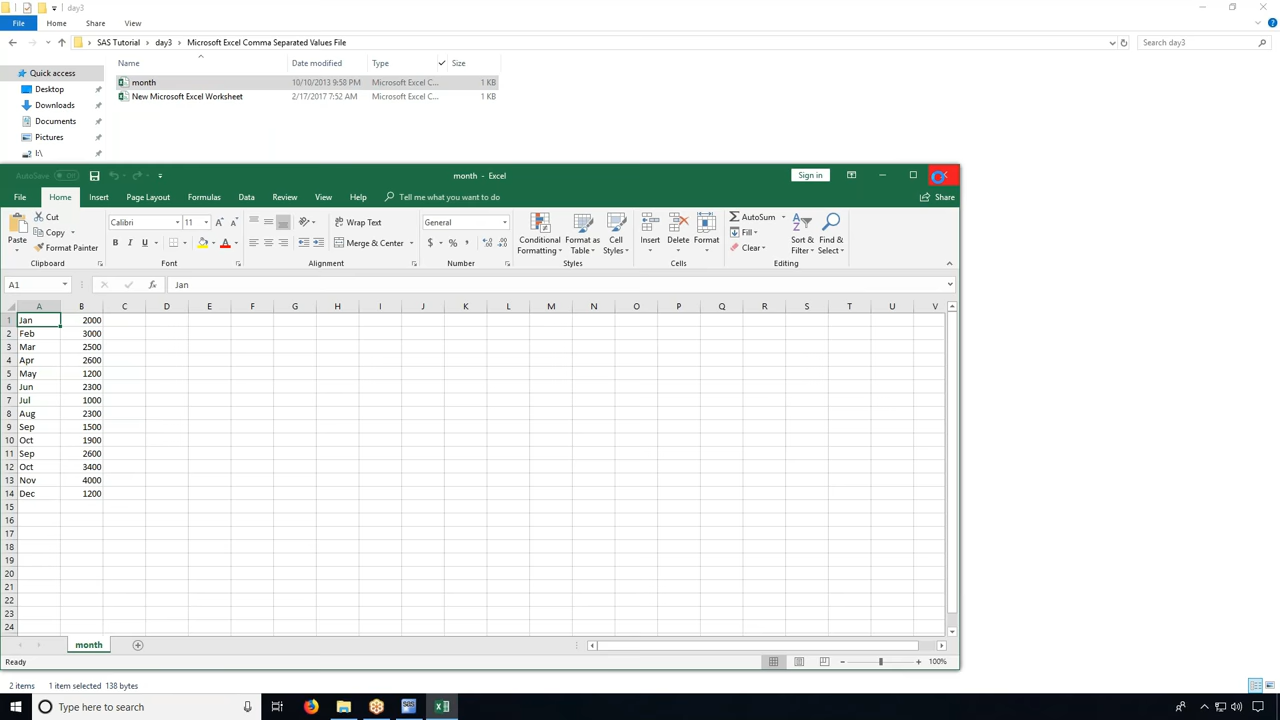 day3
File Home Share View
SAS Tutorial day3 Microsoft Excel Comma Separated Values File
Search day3
Name Date modified Type Size
Quick access
Desktop
Downloads
Documents
Pictures
I:\
month 10/10/2013 9:58 PM Microsoft Excel C... 1 KB
New Microsoft Excel Worksheet 2/17/2017 7:52 AM Microsoft Excel C... 1 KB
AutoSave Off month - Excel Sign in
File Home Insert Page Layout Formulas Data Review View Help Tell me what you want to do Share
Paste
Cut
Copy
Format Painter
Clipboard
Calibri 11
B I U
Font
Wrap Text
Merge & Center
Alignment
General
$ % ,
Number
Conditional Formatting
Format as Table
Cell Styles
Styles
Insert Delete Format
Cells
AutoSum
Fill
Clear
Sort & Filter
Find & Select
Editing
A1 fx Jan
A B C D E F G H I J K L M N O P Q R S T U V
1 Jan 2000
2 Feb 3000
3 Mar 2500
4 Apr 2600
5 May 1200
6 Jun 2300
7 Jul 1000
8 Aug 2300
9 Sep 1500
10 Oct 1900
11 Sep 2600
12 Oct 3400
13 Nov 4000
14 Dec 1200
15
16
17
18
19
20
21
22
23
24
month
Ready 100%
2 items 1 item selected 138 bytes
Type here to search